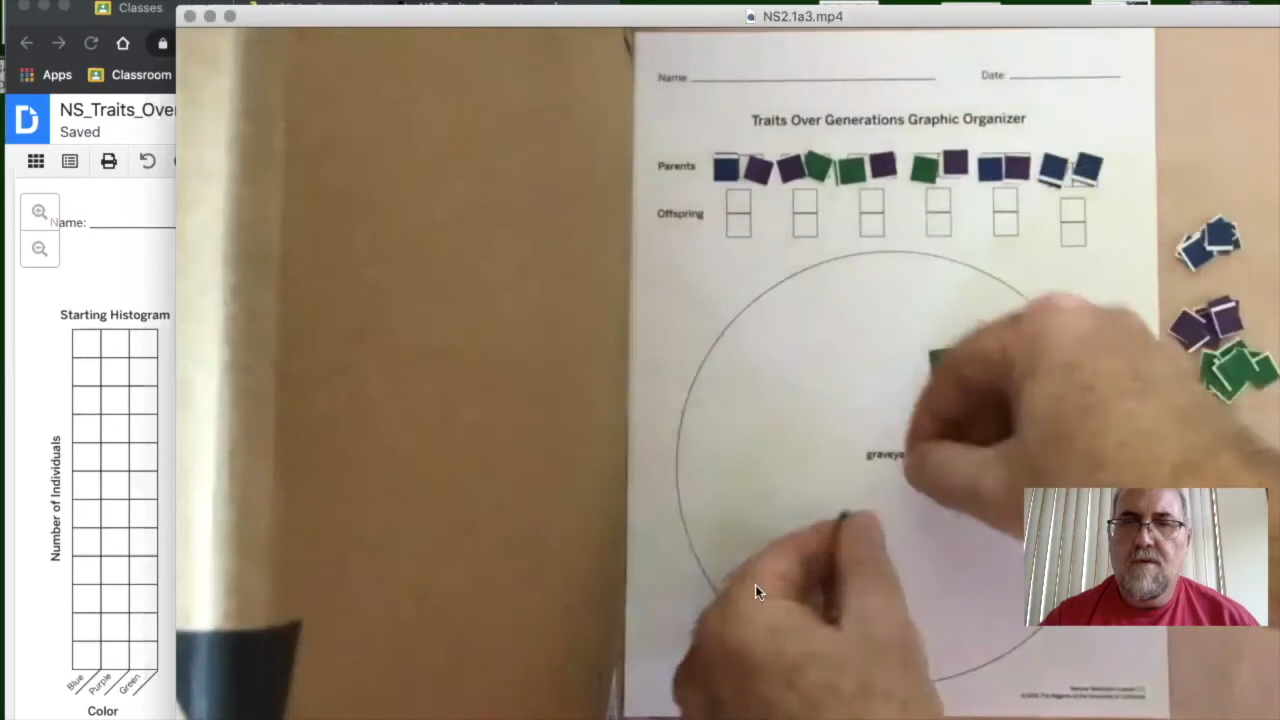 Classes
NS2.1a3.mp4
Apps
Classroom
NS_Traits_Over
Saved
Name:
Starting Histogram
Number of Individuals
Blue
Purple
Green
Color
Name
Date
Traits Over Generations Graphic Organizer
Parents
Offspring
graveya